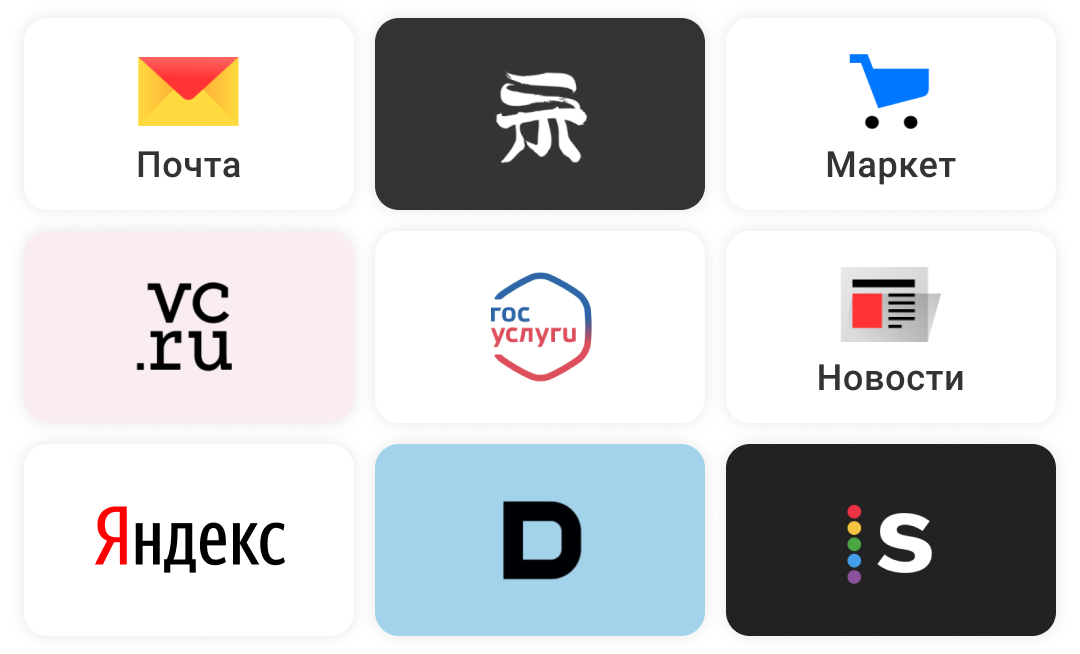 Почта
Маркет
vc
.ru
гос
услуги
Новости
Яндекс
D
S